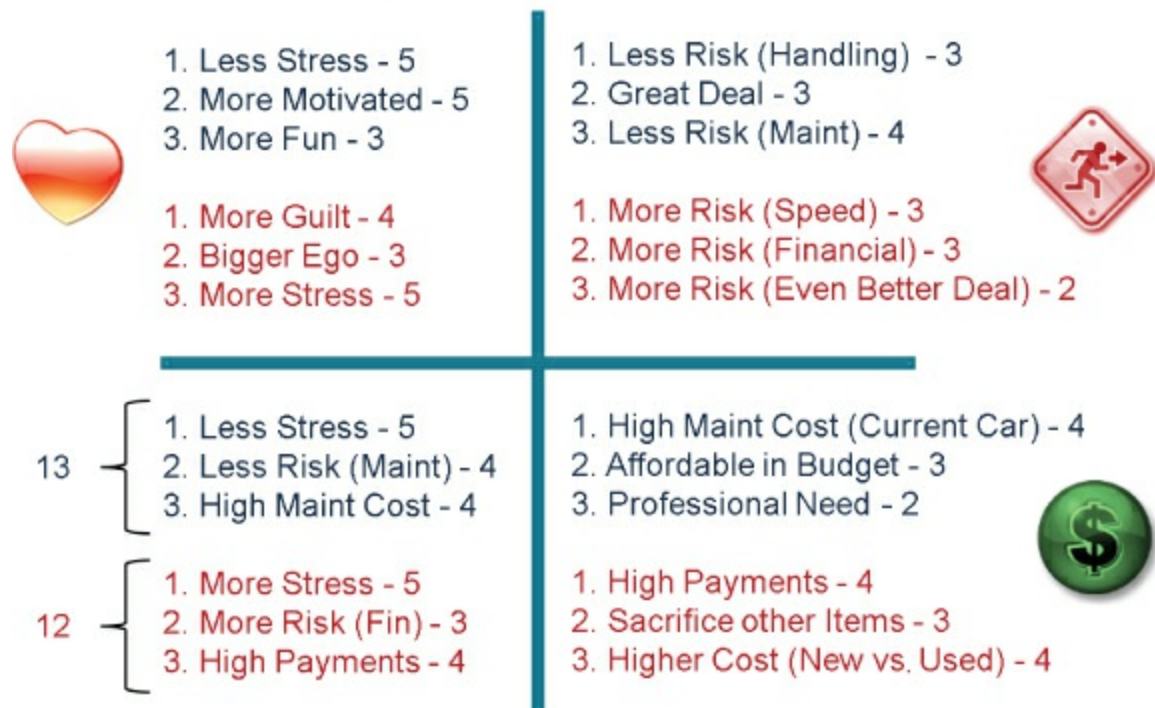 1. Less Stress - 5
2. More Motivated - 5
3. More Fun - 3
1. More Guilt - 4
2. Bigger Ego - 3
3. More Stress - 5
1. Less Risk (Handling) - 3
2. Great Deal - 3
3. Less Risk (Maint) - 4
1. More Risk (Speed) - 3
2. More Risk (Financial) - 3
3. More Risk (Even Better Deal) - 2
13
1. Less Stress - 5
2. Less Risk (Maint) - 4
3. High Maint Cost - 4
12
1. More Stress - 5
2. More Risk (Fin) - 3
3. High Payments - 4
1. High Maint Cost (Current Car) - 4
2. Affordable in Budget - 3
3. Professional Need - 2
1. High Payments - 4
2. Sacrifice other Items - 3
3. Higher Cost (New vs. Used) - 4
$